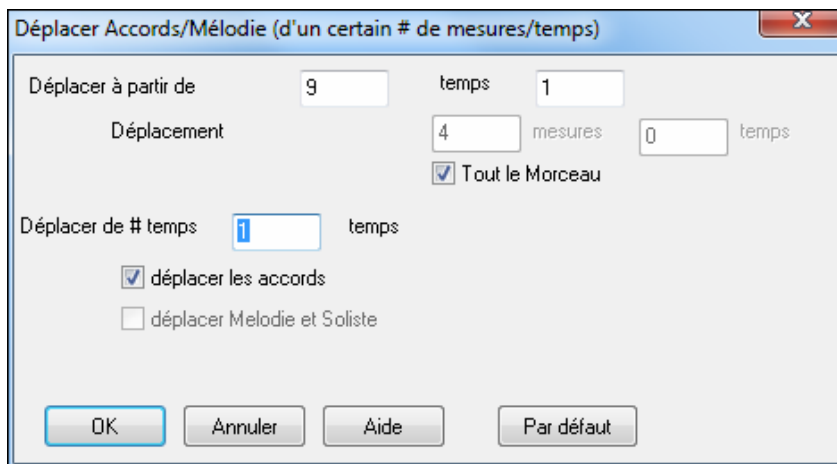 Déplacer Accords/Mélodie (d'un certain # de mesures/temps)
Déplacer à partir de 9 temps 1
Déplacement 4 mesures 0 temps
Tout le Morceau
Déplacer de # temps 1 temps
déplacer les accords
déplacer Melodie et Soliste
OK Annuler Aide Par défaut